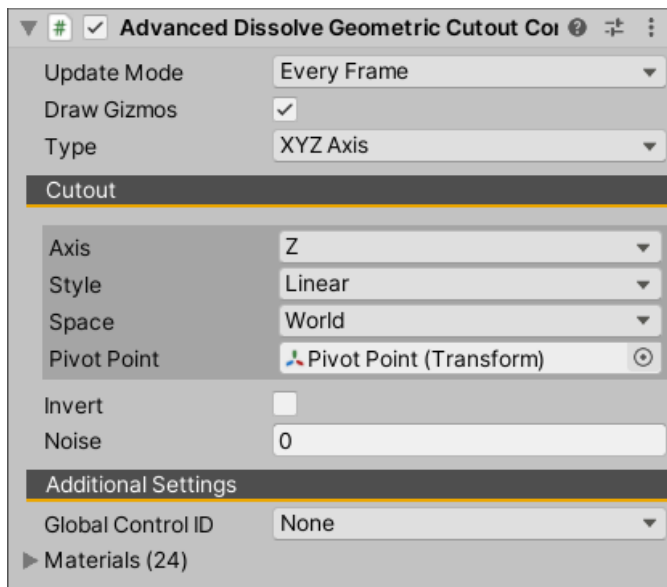 # Advanced Dissolve Geometric Cutout Cor
Update Mode Every Frame
Draw Gizmos
Type XYZ Axis
Cutout
Axis Z
Style Linear
Space World
Pivot Point Pivot Point (Transform)
Invert
Noise 0
Additional Settings
Global Control ID None
Materials (24)